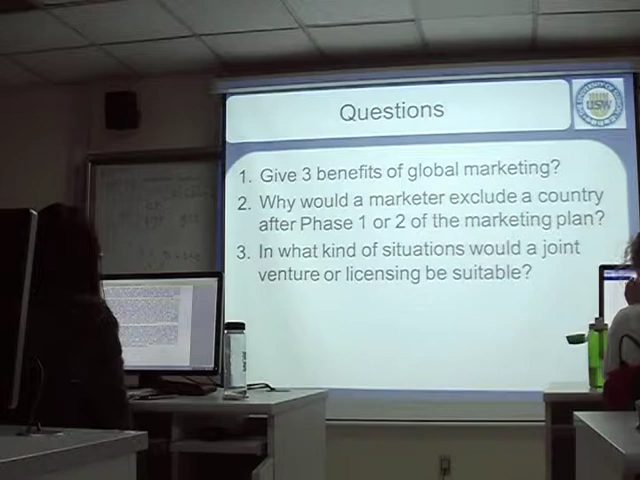 Questions
1. Give 3 benefits of global marketing?
2. Why would a marketer exclude a country
after Phase 1 or 2 of the marketing plan?
3. In what kind of situations would a joint
venture or licensing be suitable?
USW